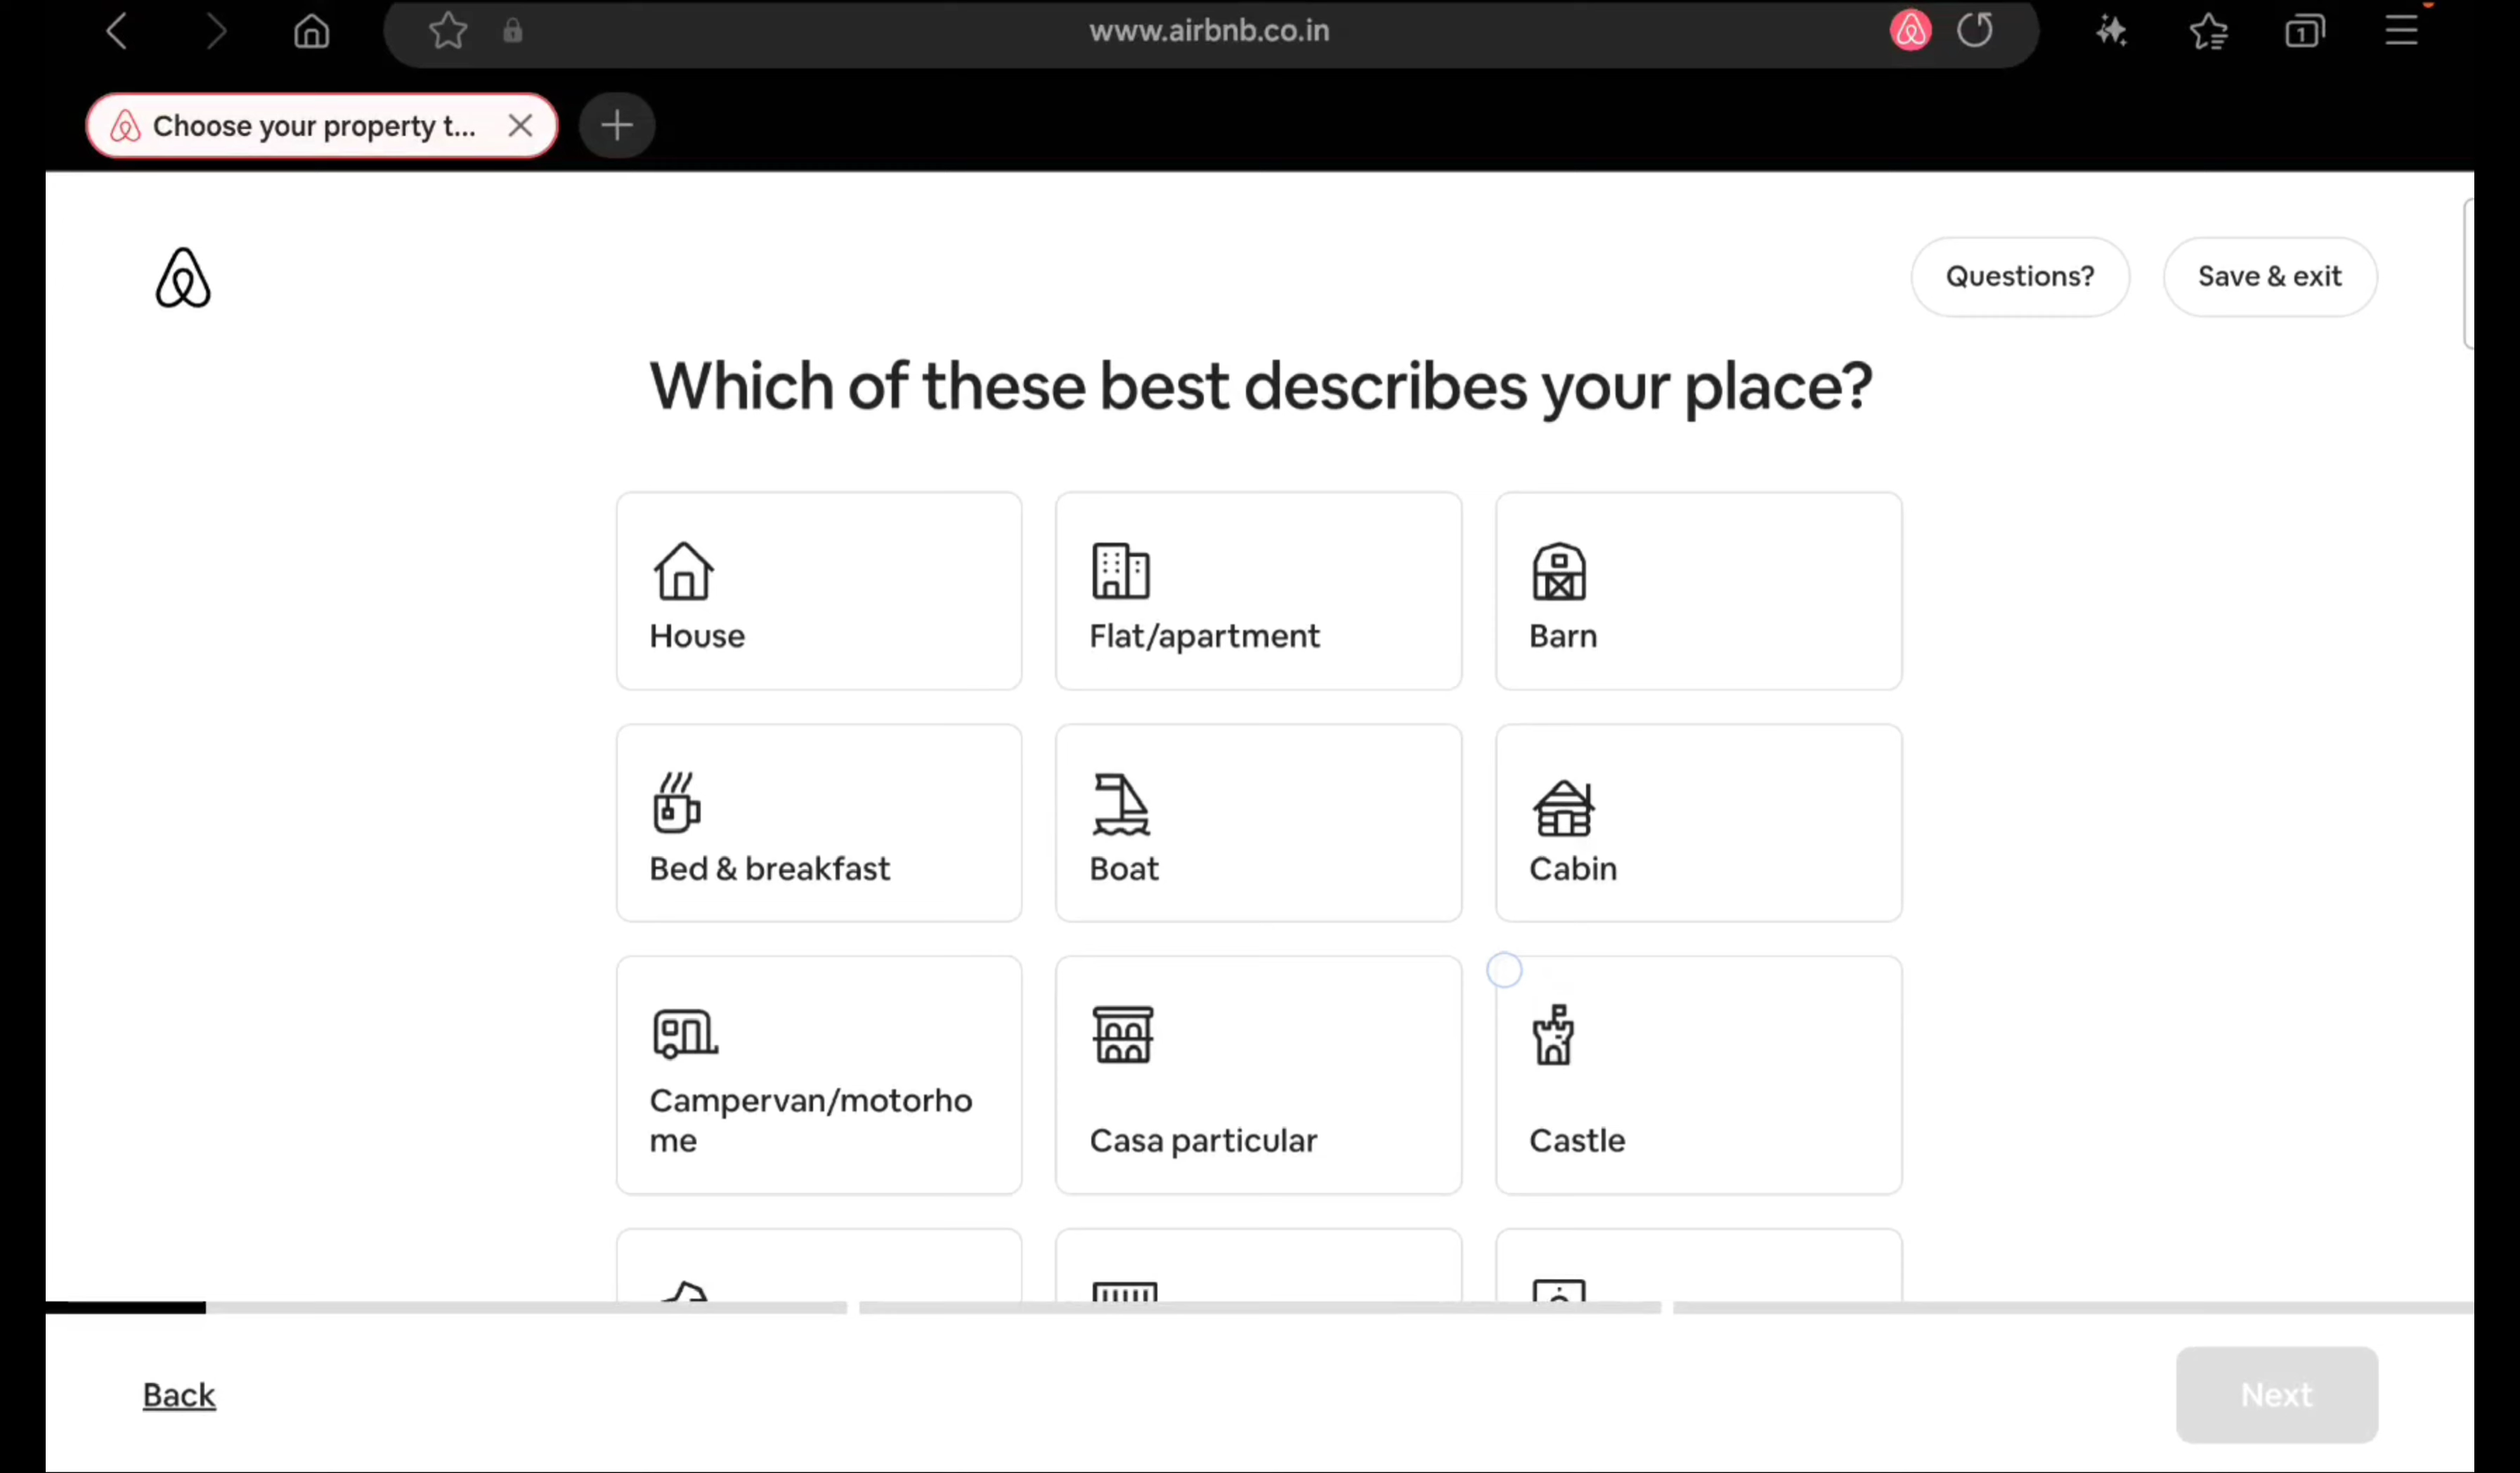 www.airbnb.co.in
1
Choose your property t...
Questions?
Save & exit
Which of these best describes your place?
House
Flat/apartment
Barn
Bed & breakfast
Boat
Cabin
Campervan/motorho
me
Casa particular
Castle
Back
Next